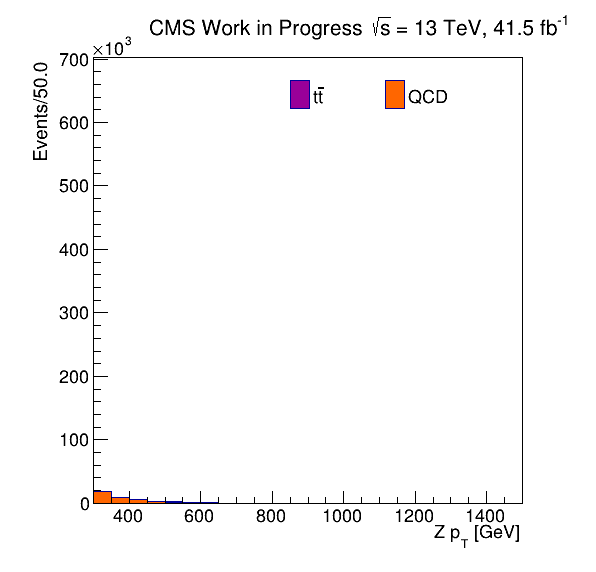 CMS Work in Progress √s = 13 TeV, 41.5 fb⁻¹
×10³
Events/50.0
700
600
500
400
300
200
100
0
tt̄
QCD
400 600 800 1000 1200 1400
Z p_T [GeV]